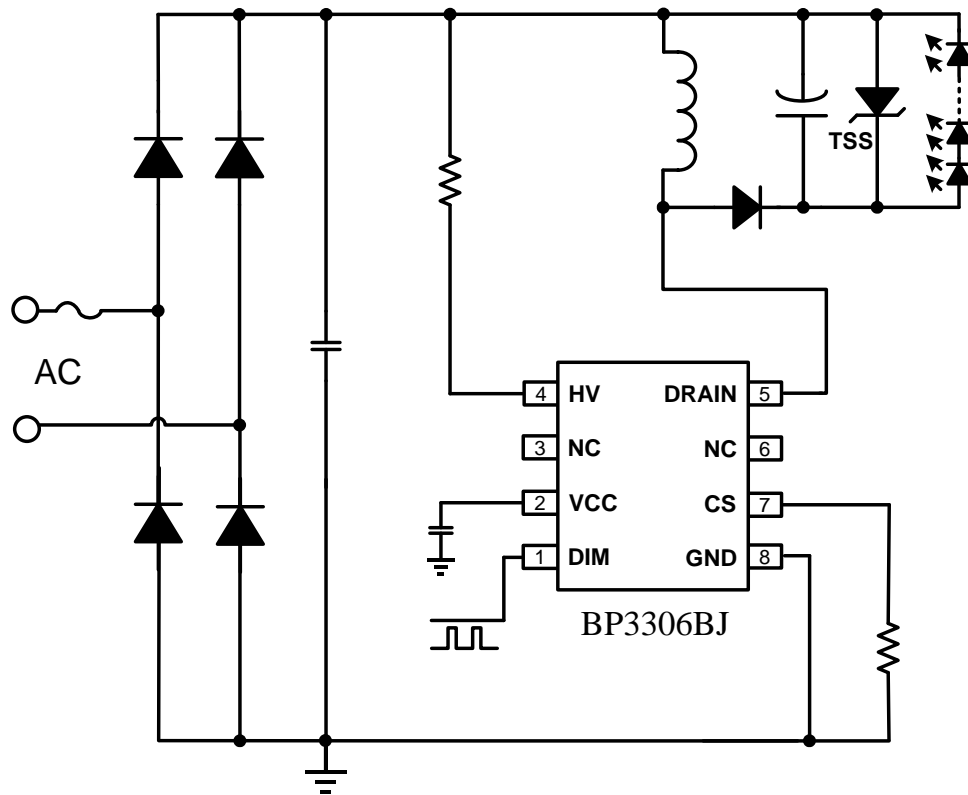 TSS
AC
4 HV DRAIN 5
3 NC NC 6
2 VCC CS 7
1 DIM GND 8
BP3306BJ